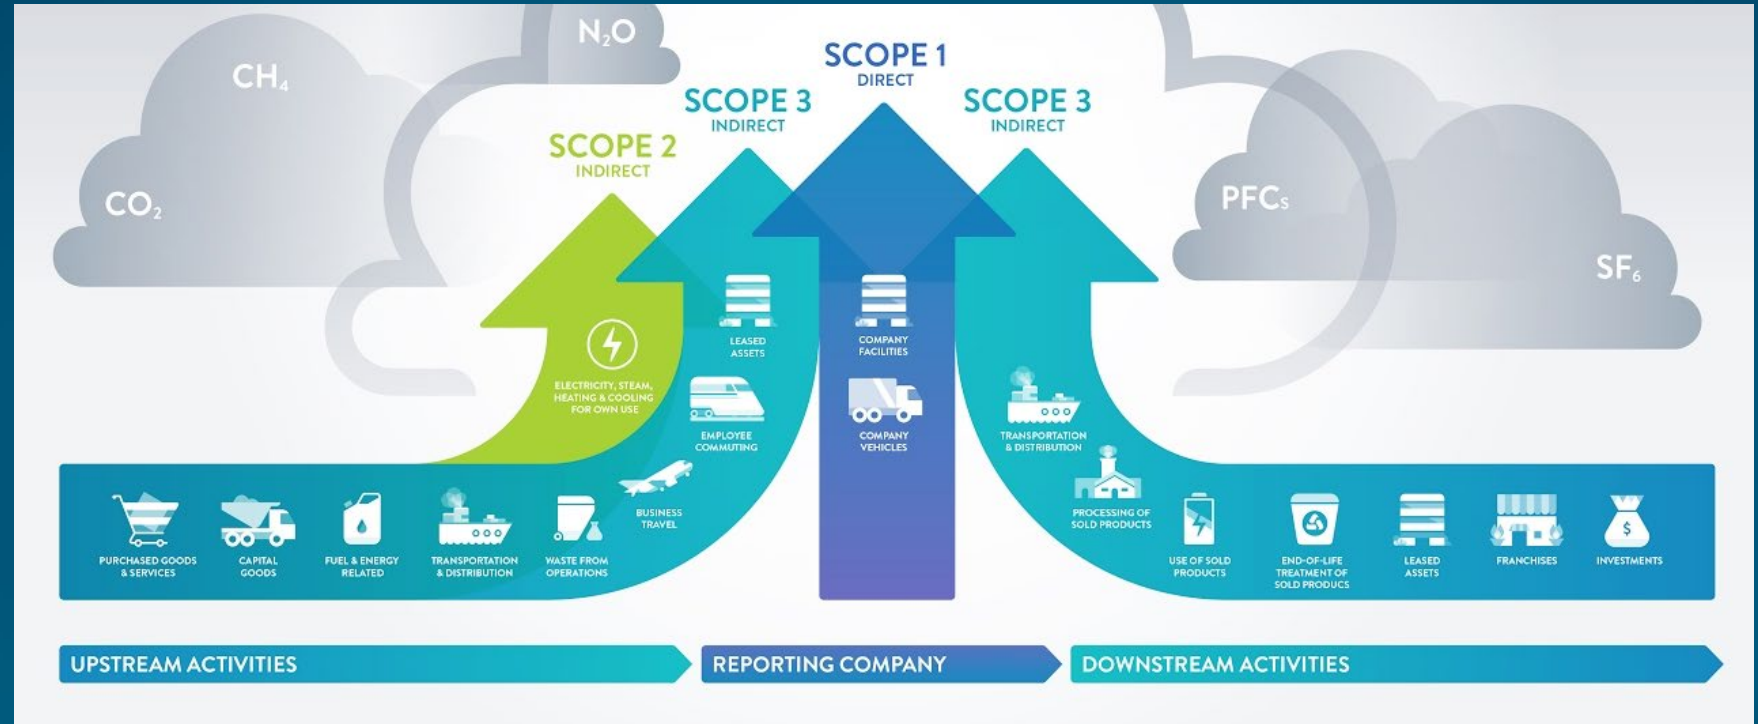 N₂O
CH₄
CO₂
SCOPE 1
DIRECT
SCOPE 3
INDIRECT
SCOPE 3
INDIRECT
SCOPE 2
INDIRECT
PFCs
SF₆
ELECTRICITY, STEAM,
HEATING & COOLING
FOR OWN USE
LEASED
ASSETS
EMPLOYEE
COMMUTING
BUSINESS
TRAVEL
COMPANY
FACILITIES
COMPANY
VEHICLES
TRANSPORTATION
& DISTRIBUTION
PROCESSING OF
SOLD PRODUCTS
PURCHASED GOODS
& SERVICES
CAPITAL
GOODS
FUEL & ENERGY
RELATED
TRANSPORTATION
& DISTRIBUTION
WASTE FROM
OPERATIONS
USE OF SOLD
PRODUCTS
END-OF-LIFE
TREATMENT OF
SOLD PRODUCS
LEASED
ASSETS
FRANCHISES
$
INVESTMENTS
UPSTREAM ACTIVITIES
REPORTING COMPANY
DOWNSTREAM ACTIVITIES